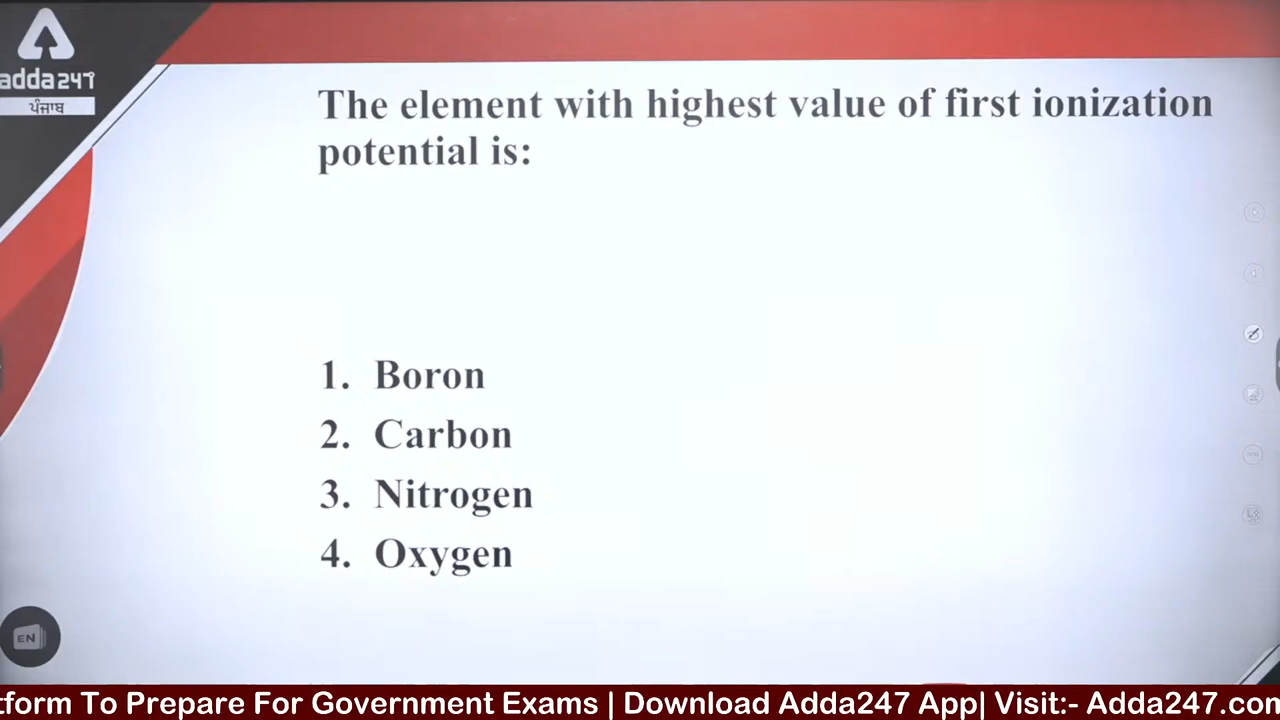 adda247
ਪੰਜਾਬ
The element with highest value of first ionization
potential is:
1. Boron
2. Carbon
3. Nitrogen
4. Oxygen
EN
tform To Prepare For Government Exams | Download Adda247 App| Visit:- Adda247.com